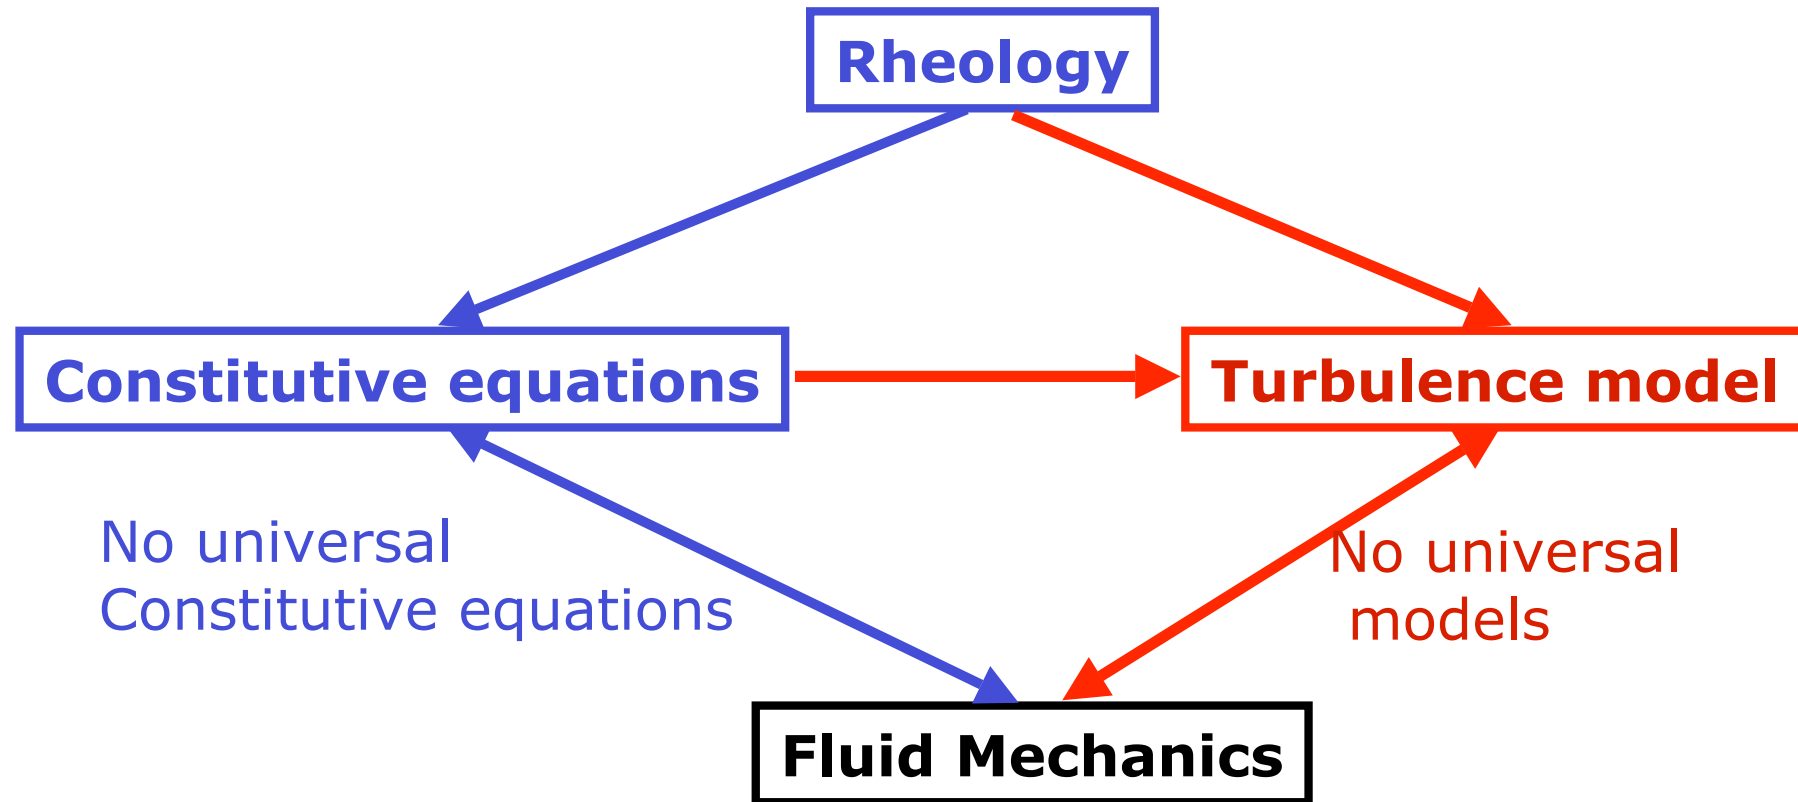 Rheology
Constitutive equations
Turbulence model
No universal
Constitutive equations
No universal
models
Fluid Mechanics